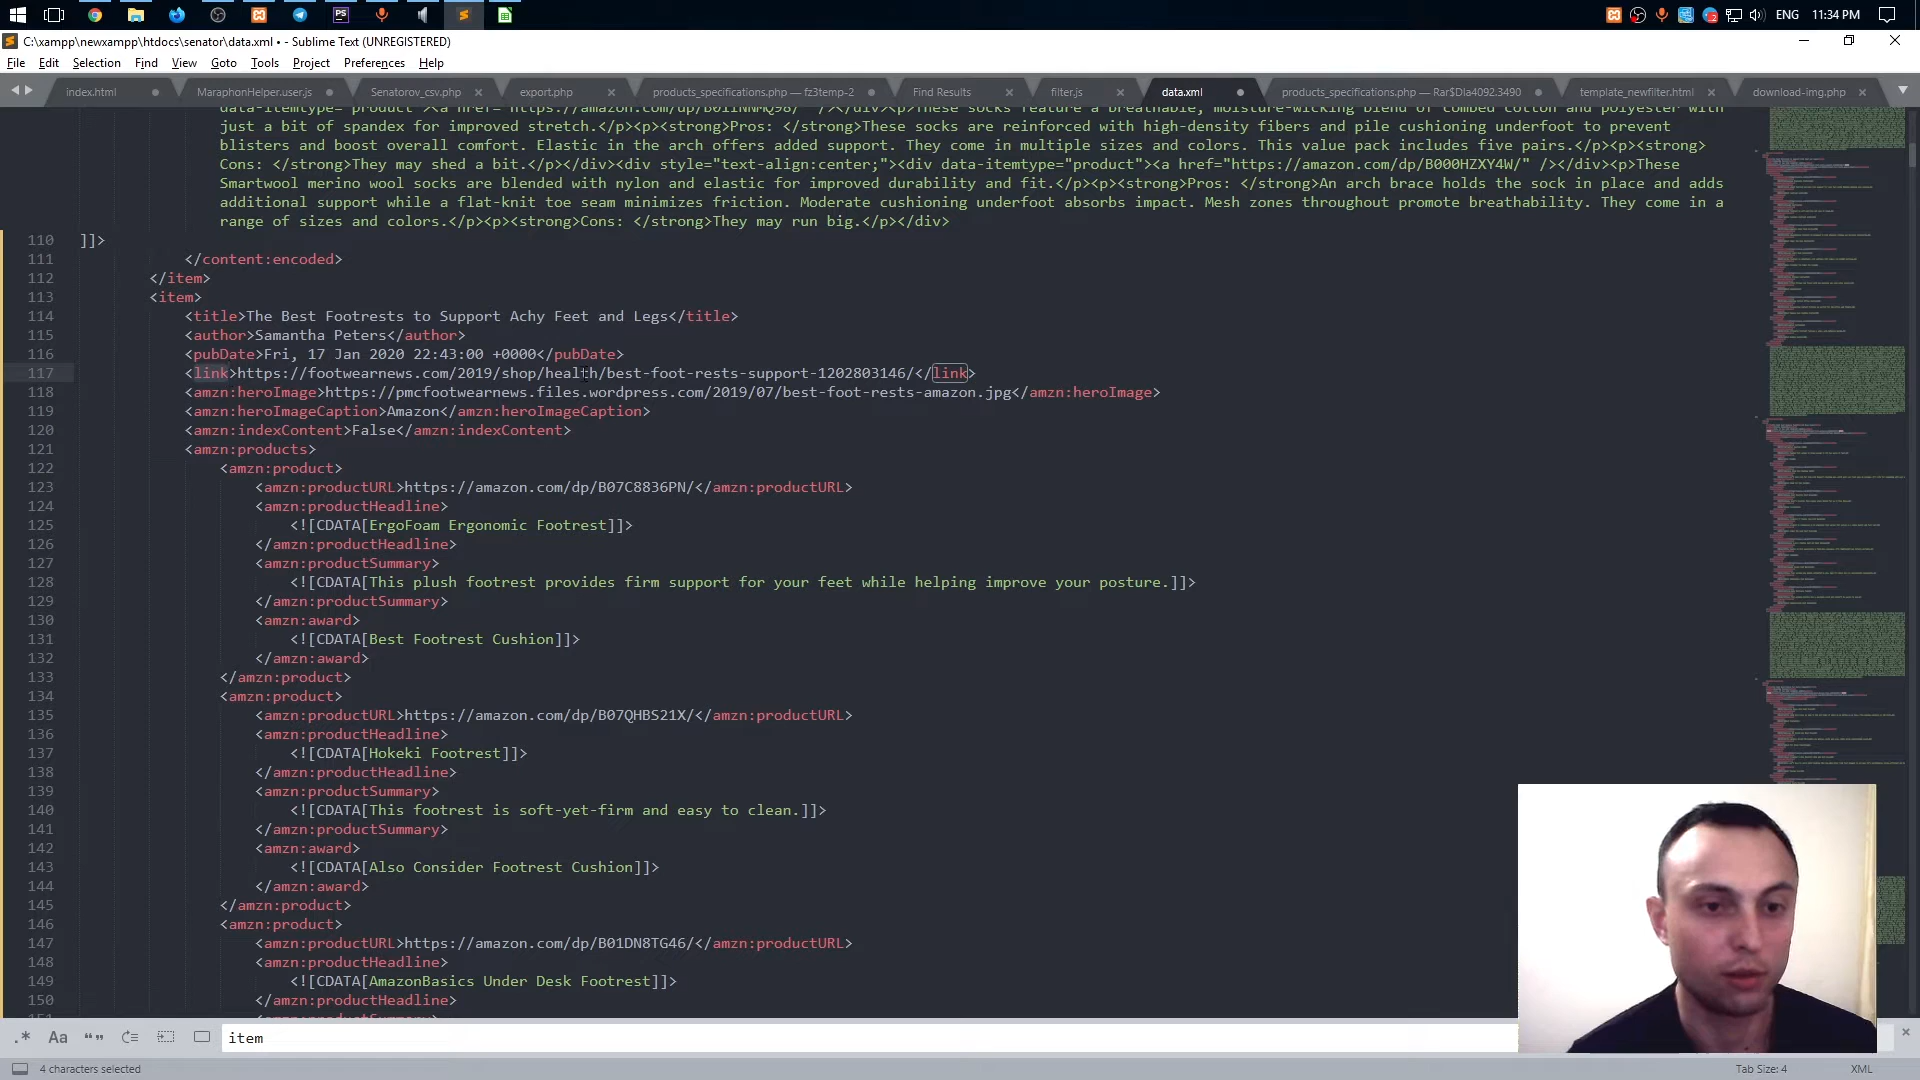 ENG 11:34 PM
C:\xampp\newxampp\htdocs\senator\data.xml • - Sublime Text (UNREGISTERED)
File Edit Selection Find View Goto Tools Project Preferences Help
index.html MaraphonHelper.user.js Senatorov_csv.php export.php products_specifications.php — fz3temp-2 Find Results filter.js data.xml products_specifications.php — Rar$DIa4092.3490 template_newfilter.html download-img.php
just a bit of spandex for improved stretch.</p><p><strong>Pros: </strong>These socks are reinforced with high-density fibers and pile cushioning underfoot to prevent
blisters and boost overall comfort. Elastic in the arch offers added support. They come in multiple sizes and colors. This value pack includes five pairs.</p><p><strong>
Cons: </strong>They may shed a bit.</p></div><div style="text-align:center;"><div data-itemtype="product"><a href="https://amazon.com/dp/B000HZXY4W/" /></div><p>These
Smartwool merino wool socks are blended with nylon and elastic for improved durability and fit.</p><p><strong>Pros: </strong>An arch brace holds the sock in place and adds
additional support while a flat-knit toe seam minimizes friction. Moderate cushioning underfoot absorbs impact. Mesh zones throughout promote breathability. They come in a
range of sizes and colors.</p><p><strong>Cons: </strong>They may run big.</p></div>
110 ]]>
111 </content:encoded>
112 </item>
113 <item>
114 <title>The Best Footrests to Support Achy Feet and Legs</title>
115 <author>Samantha Peters</author>
116 <pubDate>Fri, 17 Jan 2020 22:43:00 +0000</pubDate>
117 <link>https://footwearnews.com/2019/shop/health/best-foot-rests-support-1202803146/</link>
118 <amzn:heroImage>https://pmcfootwearnews.files.wordpress.com/2019/07/best-foot-rests-amazon.jpg</amzn:heroImage>
119 <amzn:heroImageCaption>Amazon</amzn:heroImageCaption>
120 <amzn:indexContent>False</amzn:indexContent>
121 <amzn:products>
122 <amzn:product>
123 <amzn:productURL>https://amazon.com/dp/B07C8836PN/</amzn:productURL>
124 <amzn:productHeadline>
125 <![CDATA[ErgoFoam Ergonomic Footrest]]>
126 </amzn:productHeadline>
127 <amzn:productSummary>
128 <![CDATA[This plush footrest provides firm support for your feet while helping improve your posture.]]>
129 </amzn:productSummary>
130 <amzn:award>
131 <![CDATA[Best Footrest Cushion]]>
132 </amzn:award>
133 </amzn:product>
134 <amzn:product>
135 <amzn:productURL>https://amazon.com/dp/B07QHBS21X/</amzn:productURL>
136 <amzn:productHeadline>
137 <![CDATA[Hokeki Footrest]]>
138 </amzn:productHeadline>
139 <amzn:productSummary>
140 <![CDATA[This footrest is soft-yet-firm and easy to clean.]]>
141 </amzn:productSummary>
142 <amzn:award>
143 <![CDATA[Also Consider Footrest Cushion]]>
144 </amzn:award>
145 </amzn:product>
146 <amzn:product>
147 <amzn:productURL>https://amazon.com/dp/B01DN8TG46/</amzn:productURL>
148 <amzn:productHeadline>
149 <![CDATA[AmazonBasics Under Desk Footrest]]>
150 </amzn:productHeadline>
item
4 characters selected Tab Size: 4 XML